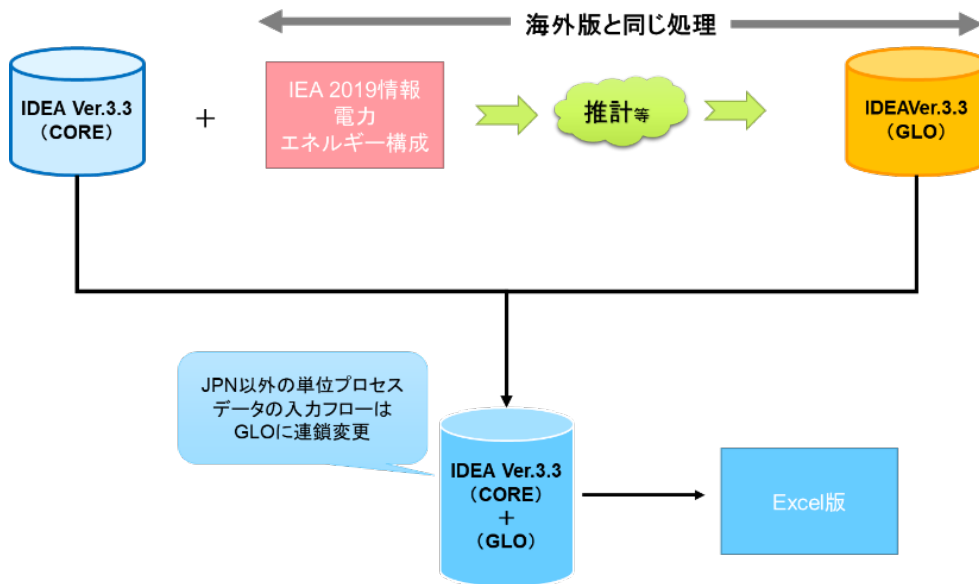 海外版と同じ処理
IDEA Ver.3.3
（CORE）
＋
IEA 2019情報
電力
エネルギー構成
推計等
IDEAVer.3.3
（GLO）
JPN以外の単位プロセス
データの入力フローは
GLOに連鎖変更
IDEA Ver.3.3
（CORE）
＋
（GLO）
Excel版